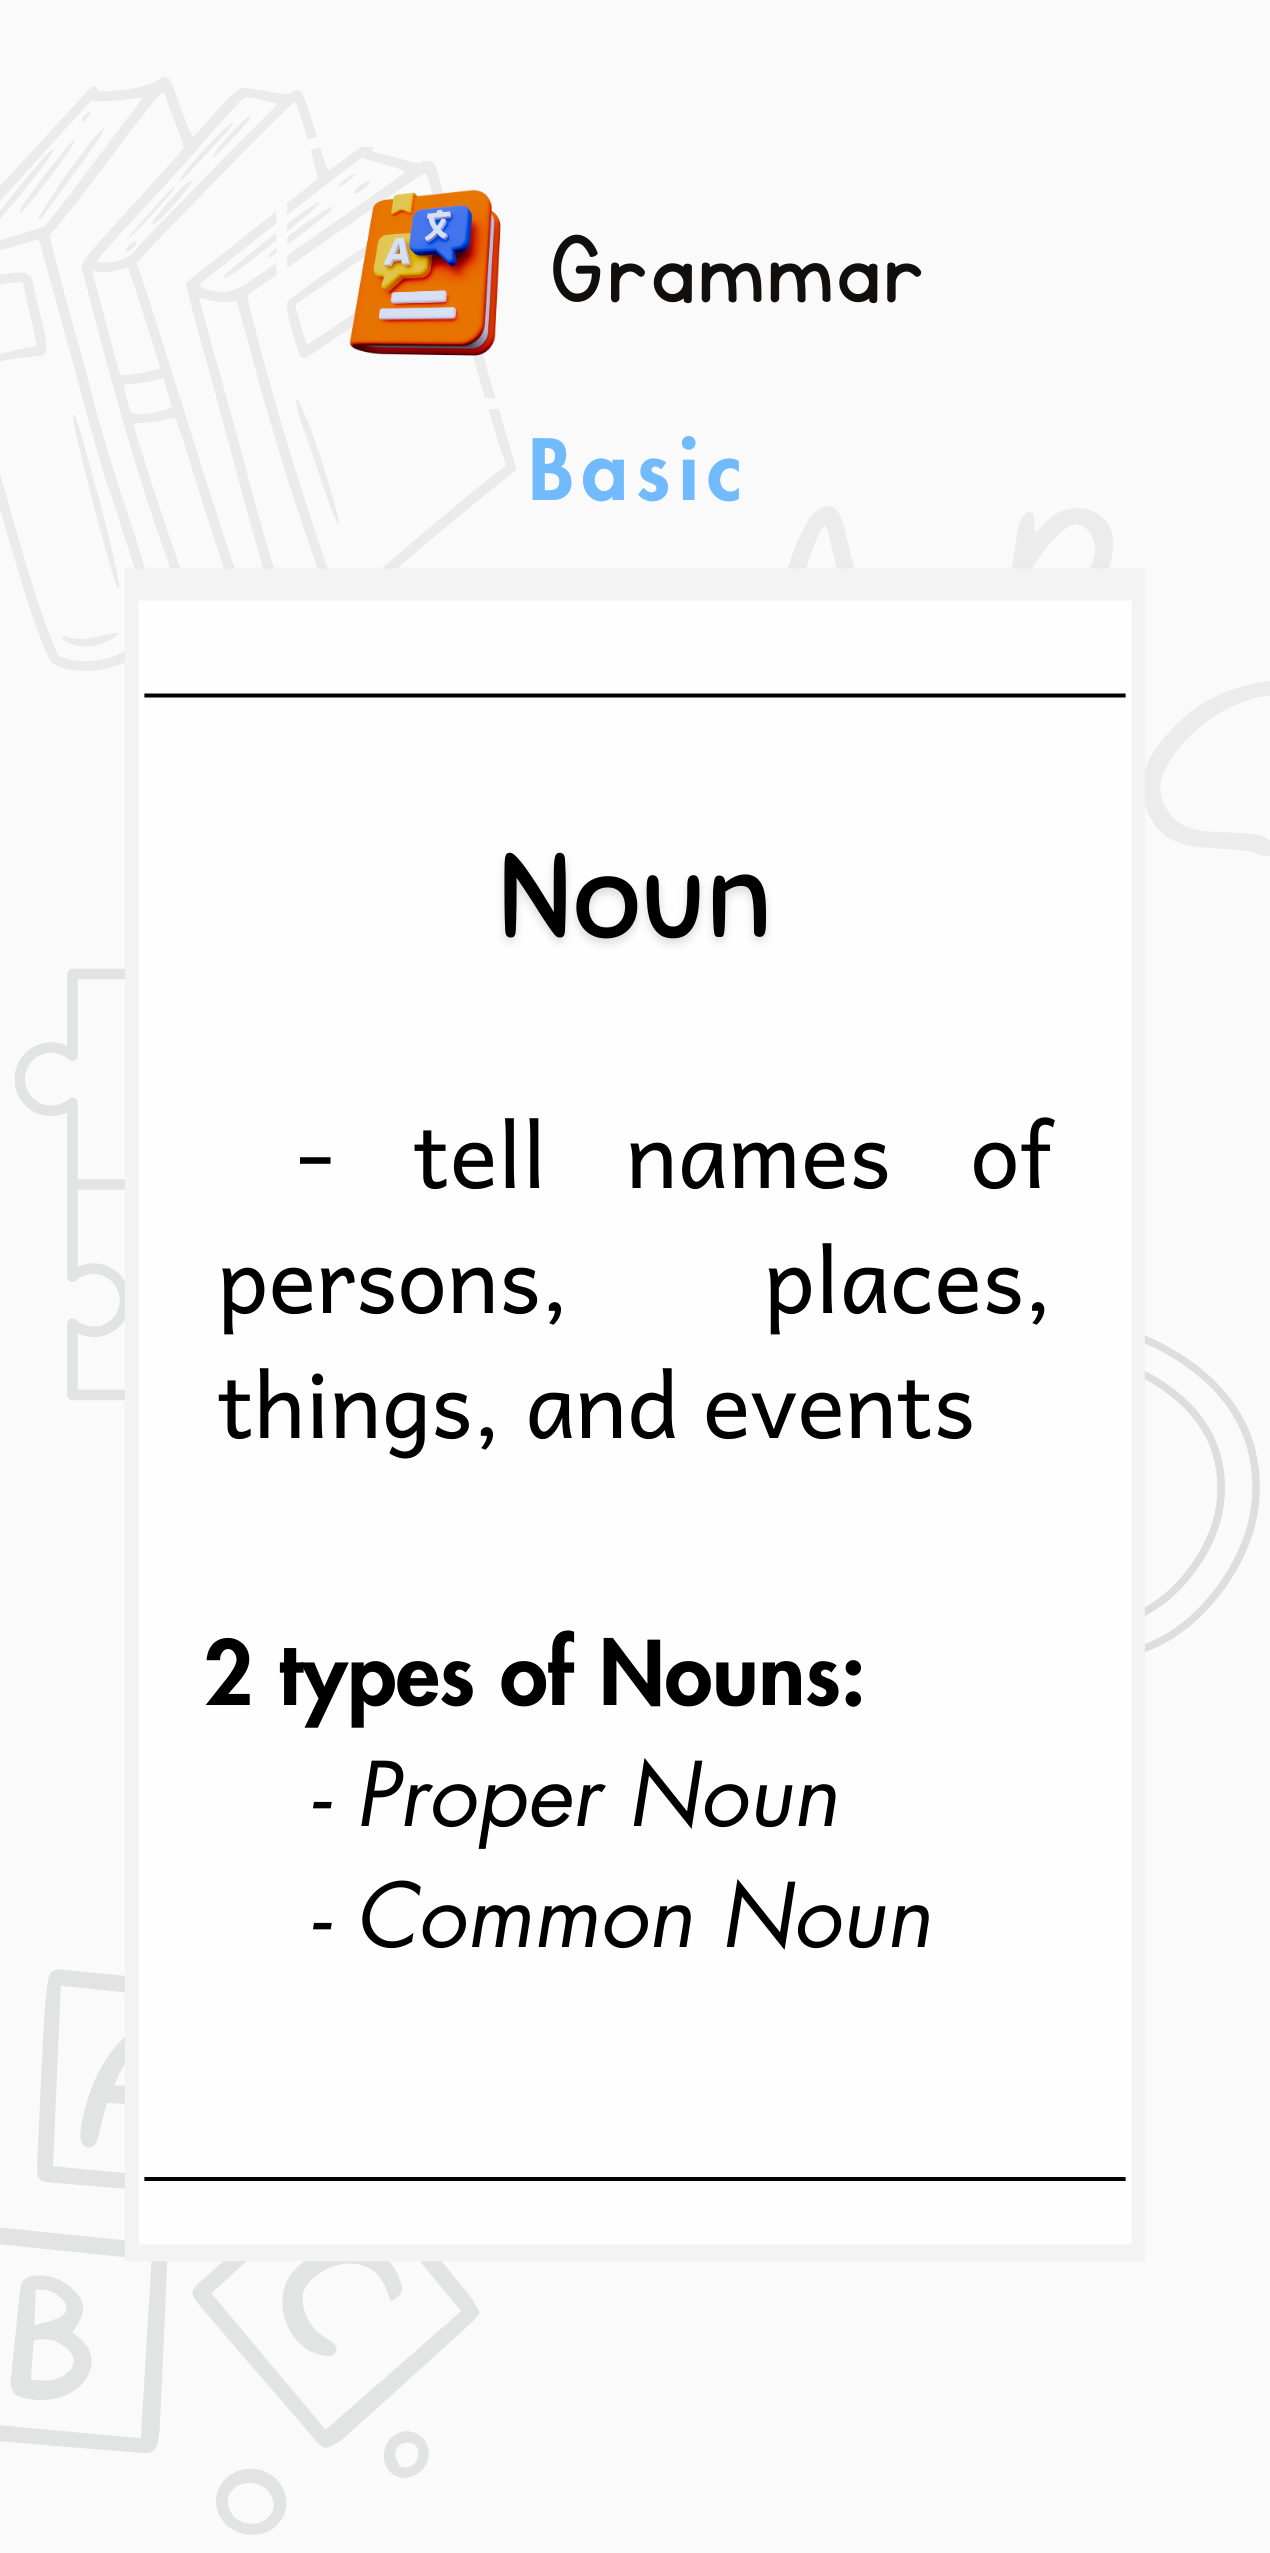 A 文
Grammar
Basic
Noun
- tell names of
persons, places,
things, and events
2 types of Nouns:
- Proper Noun
- Common Noun
A
B
C